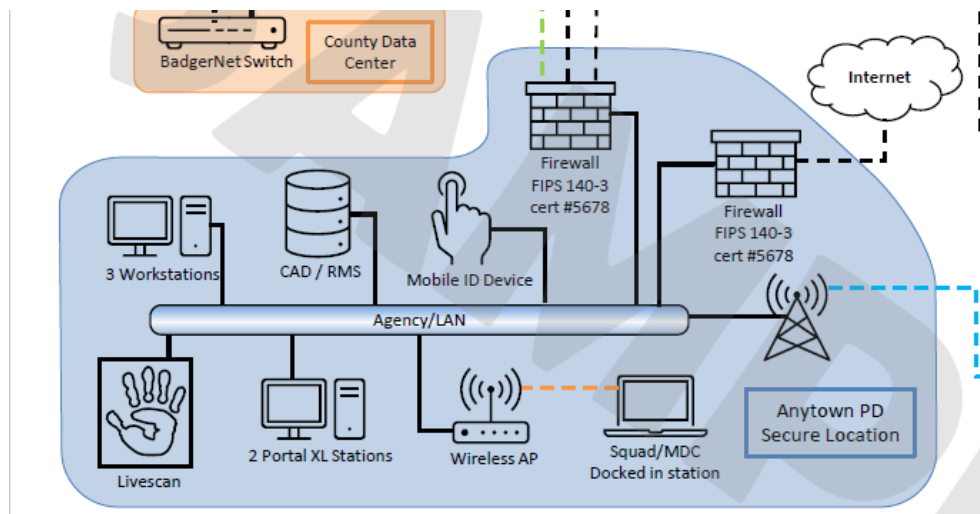 BadgerNet Switch
County Data
Center
Internet
Firewall
FIPS 140-3
cert #5678
Firewall
FIPS 140-3
cert #5678
3 Workstations
CAD / RMS
Mobile ID Device
Agency/LAN
Livescan
2 Portal XL Stations
Wireless AP
Squad/MDC
Docked in station
Anytown PD
Secure Location
SAMP